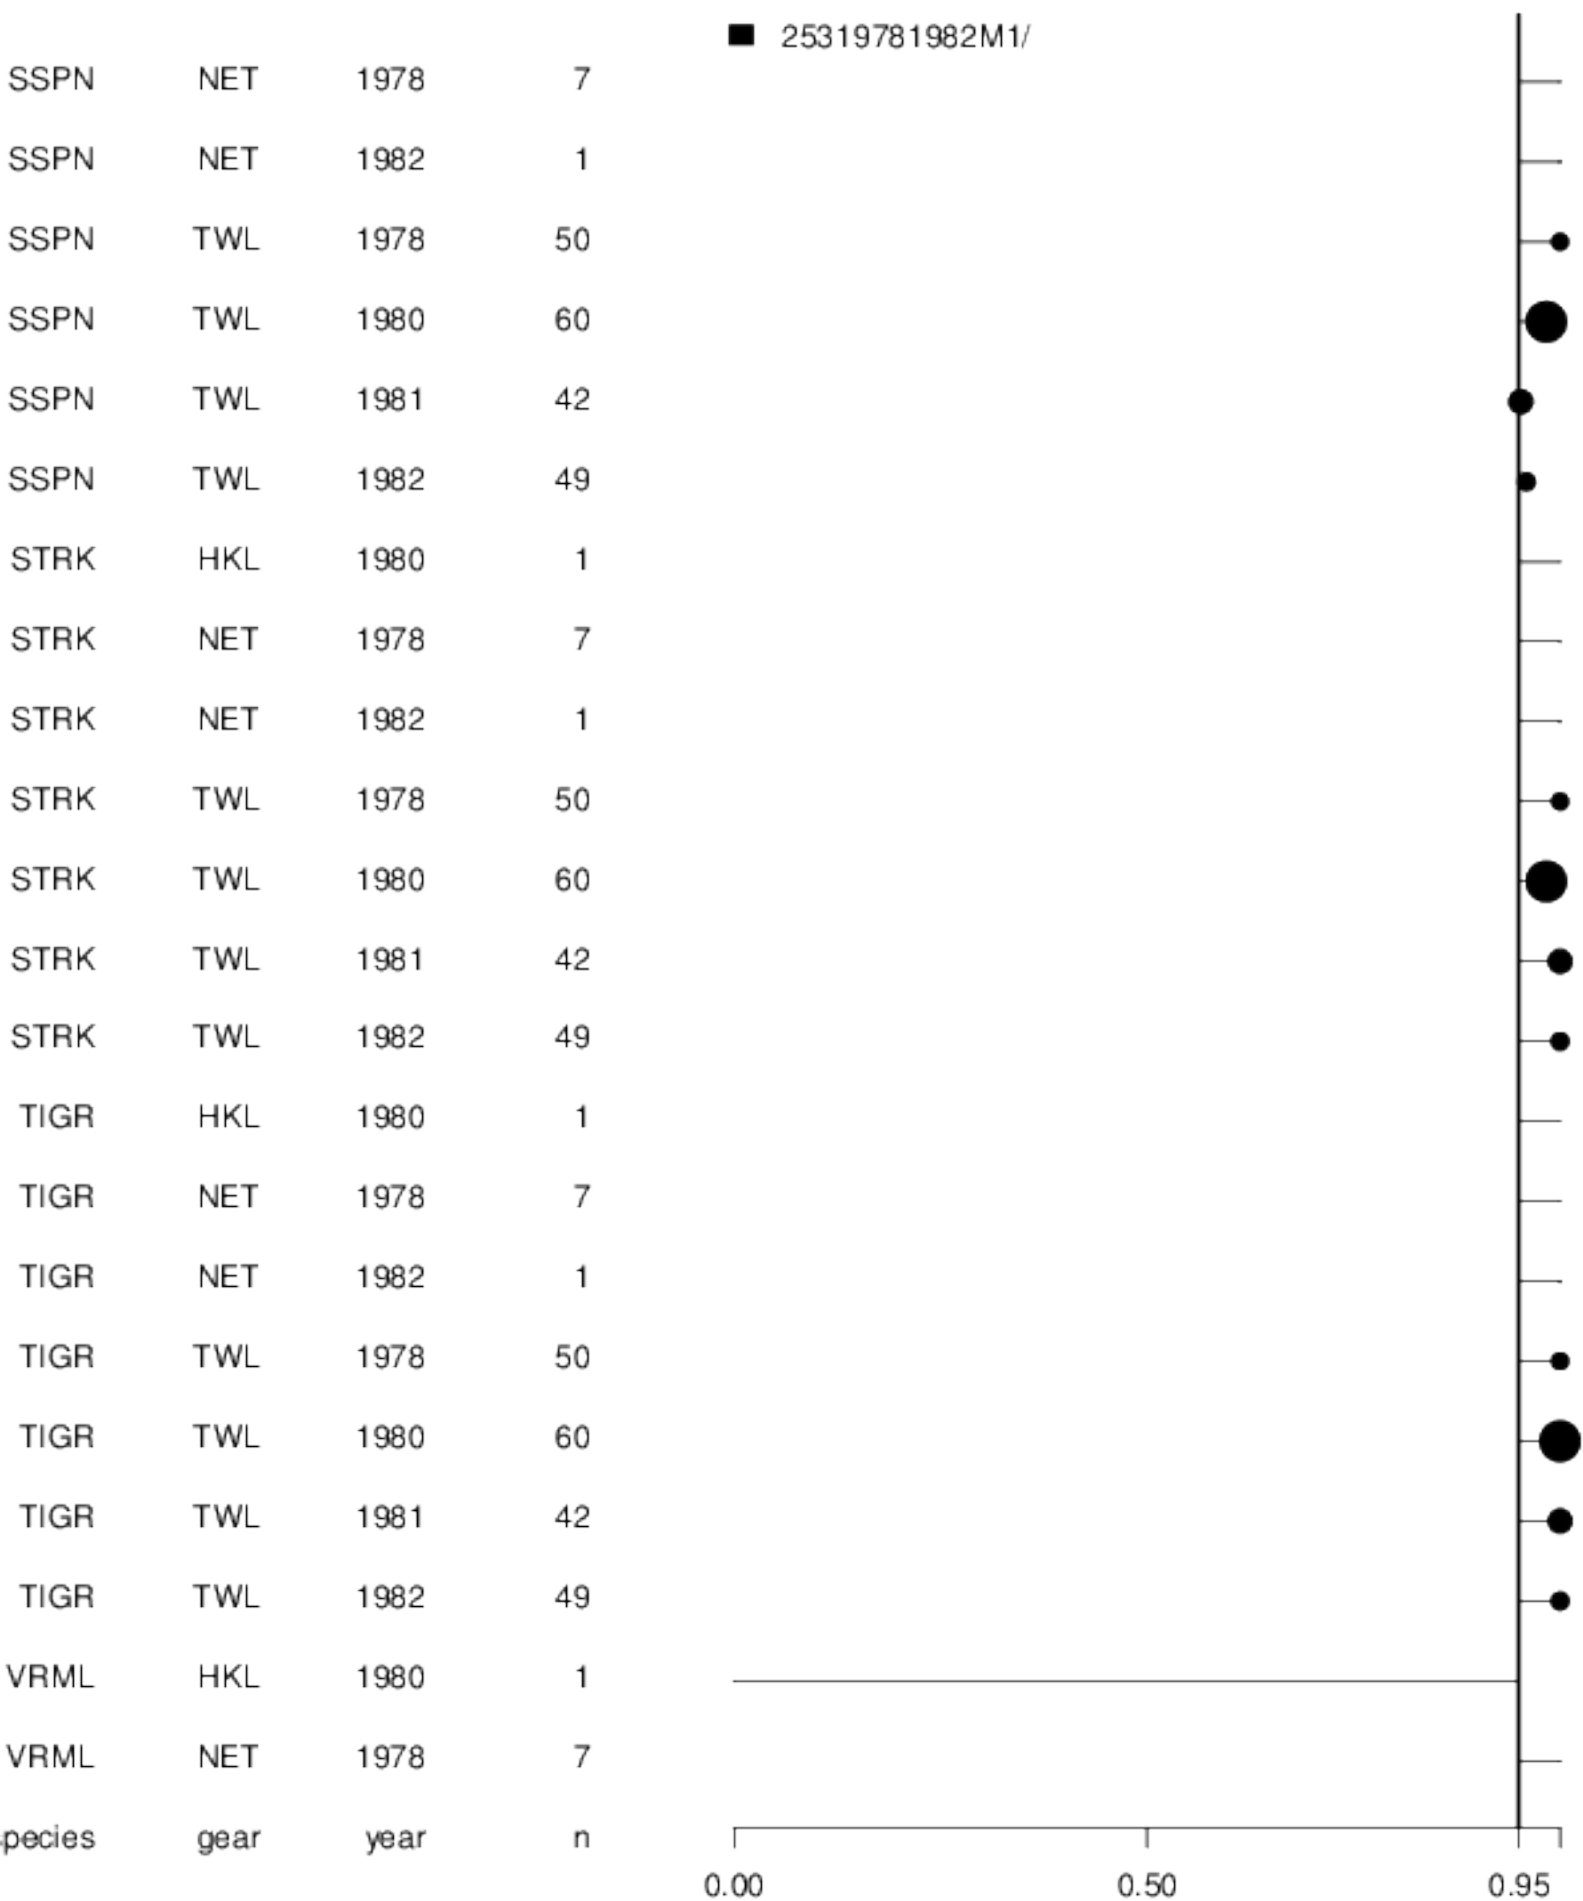 25319781982M1/
SSPN NET 1978 7
SSPN NET 1982 1
SSPN TWL 1978 50
SSPN TWL 1980 60
SSPN TWL 1981 42
SSPN TWL 1982 49
STRK HKL 1980 1
STRK NET 1978 7
STRK NET 1982 1
STRK TWL 1978 50
STRK TWL 1980 60
STRK TWL 1981 42
STRK TWL 1982 49
TIGR HKL 1980 1
TIGR NET 1978 7
TIGR NET 1982 1
TIGR TWL 1978 50
TIGR TWL 1980 60
TIGR TWL 1981 42
TIGR TWL 1982 49
VRML HKL 1980 1
VRML NET 1978 7
pecies gear year n
0.00 0.50 0.95